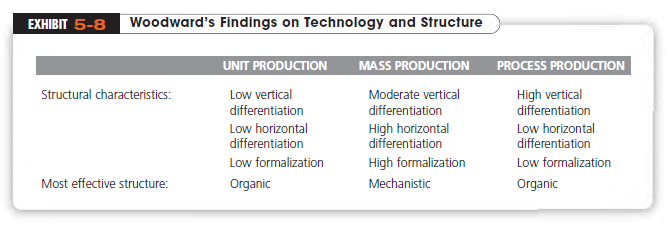 EXHIBIT 5-8 Woodward's Findings on Technology and Structure
UNIT PRODUCTION MASS PRODUCTION PROCESS PRODUCTION
Structural characteristics: Low vertical Moderate vertical High vertical
differentiation differentiation differentiation
Low horizontal High horizontal Low horizontal
differentiation differentiation differentiation
Low formalization High formalization Low formalization
Most effective structure: Organic Mechanistic Organic